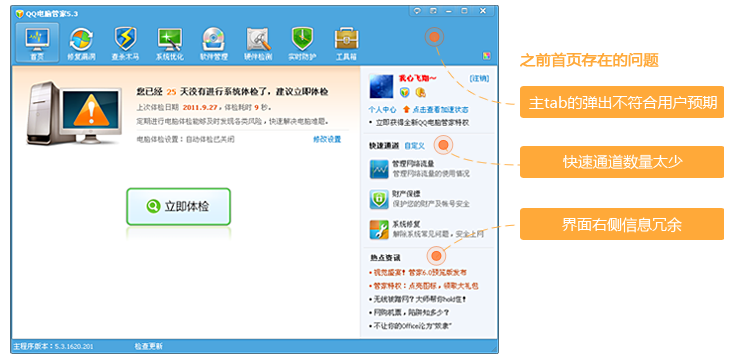 QQ电脑管家5.3
首页
修复漏洞
查杀木马
系统优化
软件管理
硬件检测
实时防护
工具箱
您已经 25 天没有进行系统体检了，建议立即体检
上次体检日期 2011.9.27，体检耗时 9 秒。
定期进行电脑体检能够及时发现各类风险，快速解决电脑难题。
电脑体检设置：自动体检已关闭
修改设置
立即体检
我心飞翔~
[注销]
个人中心 点击查看加速状态
• 立即获得全新QQ电脑管家特权
快速通道 自定义
管理网络流量
管理网络流量的使用情况
财产保镖
保护您的财产及帐号安全
系统修复
解除系统常见问题，安全上网
热点资讯
• 视觉盛宴！管家6.0预览版发布
• 管家特权：点亮图标，领取大礼包
• 无线被蹭网？大师帮你hold住！
• 网购机票，陷阱知多少？
• 不让你的Office沦为“奴隶”
主程序版本：5.3.1620.201
检查更新
之前首页存在的问题
主tab的弹出不符合用户预期
快速通道数量太少
界面右侧信息冗余